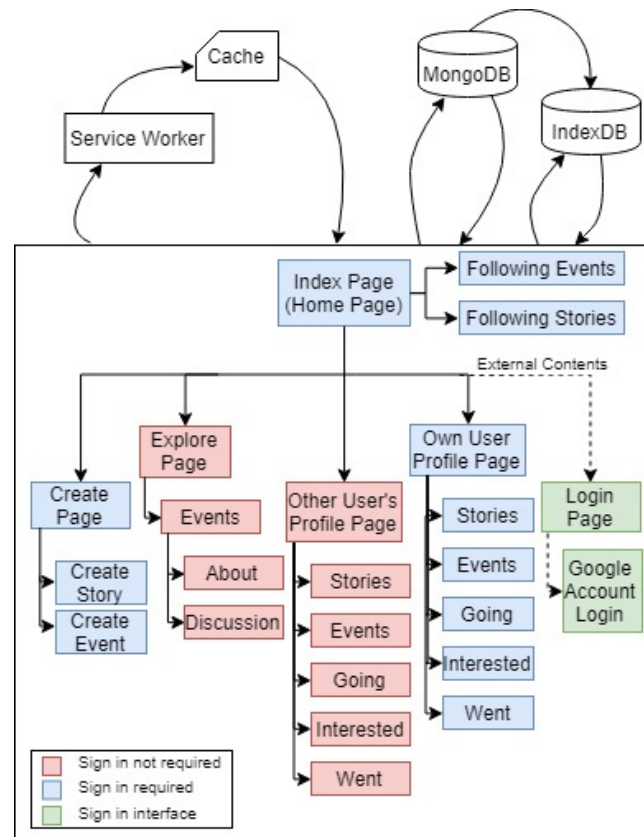 Cache
MongoDB
Service Worker
IndexDB
Index Page
(Home Page)
Following Events
Following Stories
External Contents
Explore
Page
Own User
Profile Page
Create
Page
Events
Other User's
Profile Page
Stories
Login
Page
Create
Story
About
Stories
Events
Google
Account
Login
Create
Event
Discussion
Events
Going
Going
Interested
Interested
Went
Went
Sign in not required
Sign in required
Sign in interface